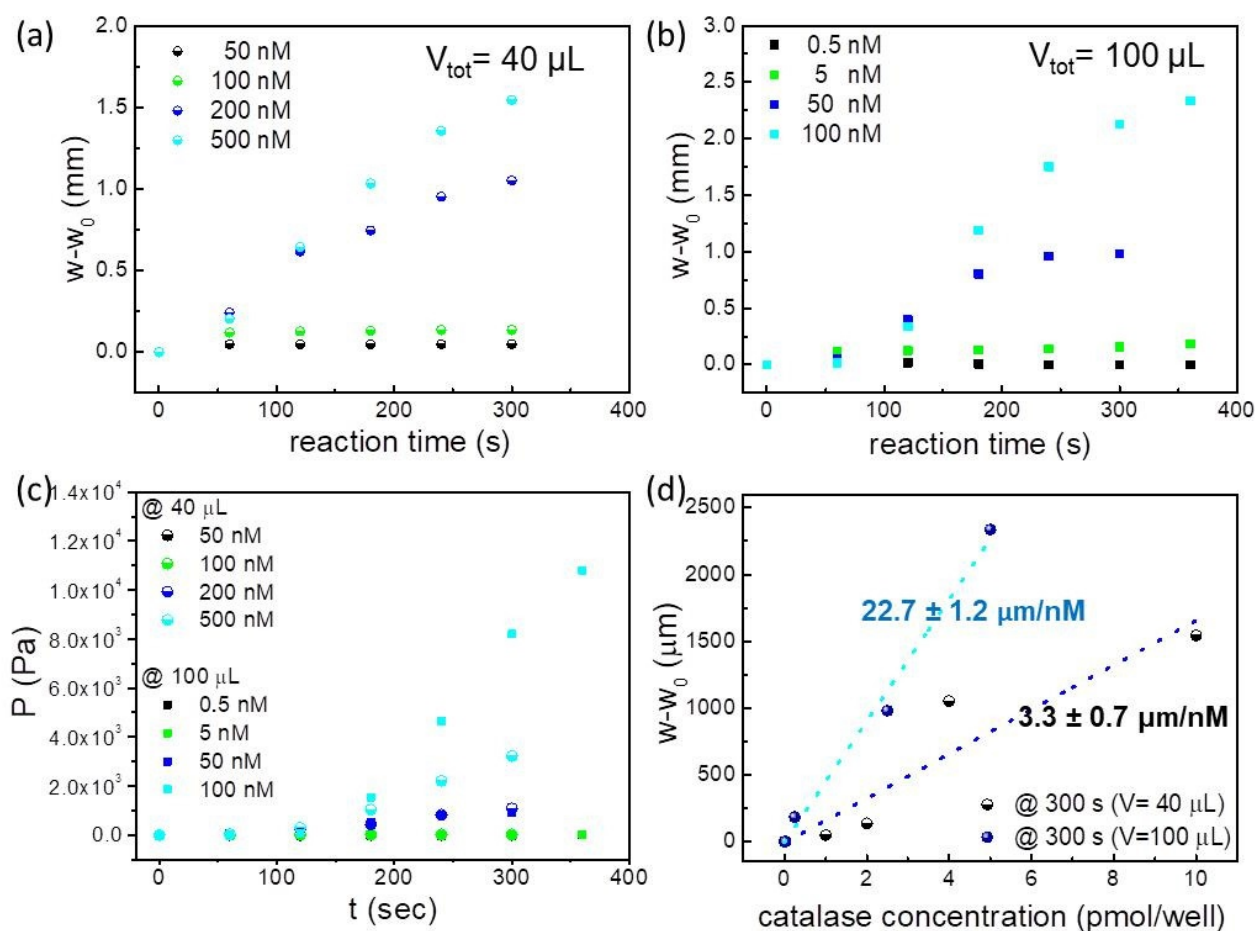 (a)
50 nM
100 nM
200 nM
500 nM
V_tot= 40 µL
2.0
1.5
1.0
0.5
0.0
w-w_0 (mm)
0 100 200 300 400
reaction time (s)
(b)
0.5 nM
5 nM
50 nM
100 nM
V_tot= 100 µL
3.0
2.5
2.0
1.5
1.0
0.5
0.0
w-w_0 (mm)
0 100 200 300 400
reaction time (s)
(c)
@ 40 µL
50 nM
100 nM
200 nM
500 nM
@ 100 µL
0.5 nM
5 nM
50 nM
100 nM
1.4x10^4
1.2x10^4
1.0x10^4
8.0x10^3
6.0x10^3
4.0x10^3
2.0x10^3
0.0
P (Pa)
0 100 200 300 400
t (sec)
(d)
2500
2000
1500
1000
500
0
w-w_0 (µm)
22.7 ± 1.2 µm/nM
3.3 ± 0.7 µm/nM
@ 300 s (V= 40 µL)
@ 300 s (V=100 µL)
0 2 4 6 8 10
catalase concentration (pmol/well)